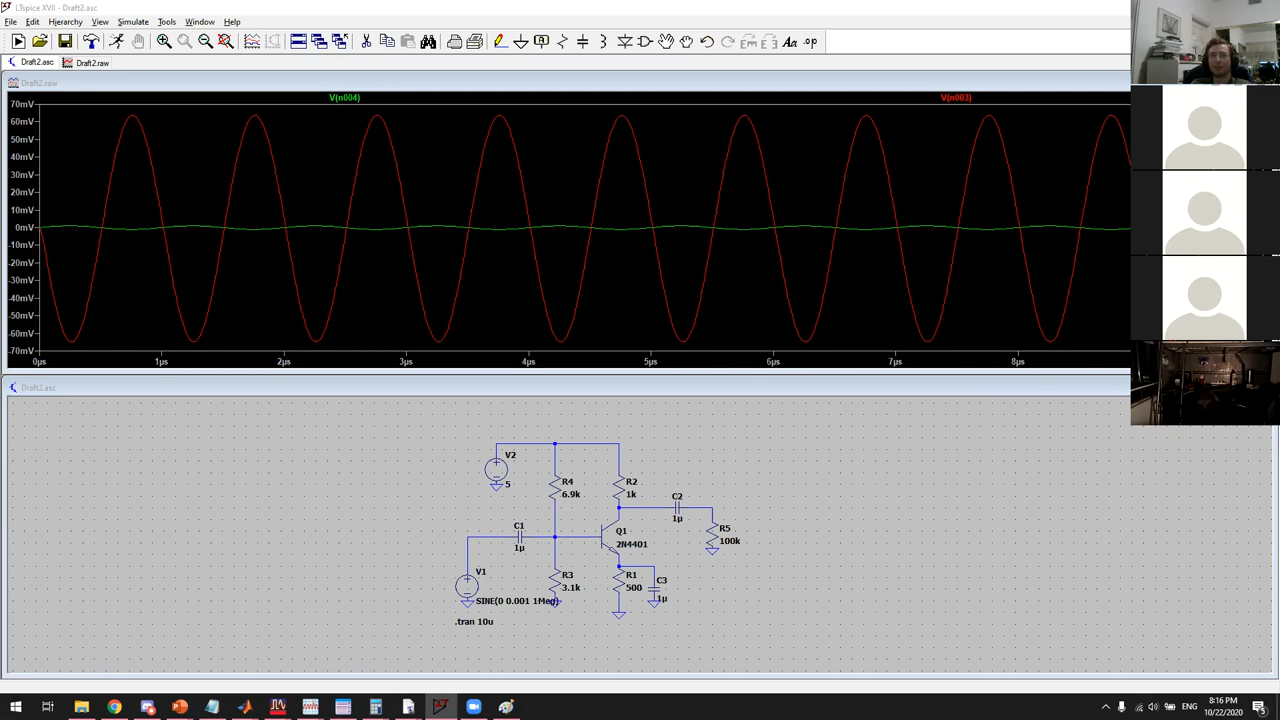 LTspice XVII - Draft2.asc
File Edit Hierarchy View Simulate Tools Window Help
.op
Draft2.asc Draft2.raw
Draft2.raw
V(n004) V(n003)
70mV
60mV
50mV
40mV
30mV
20mV
10mV
0mV
-10mV
-20mV
-30mV
-40mV
-50mV
-60mV
-70mV
0µs 1µs 2µs 3µs 4µs 5µs 6µs 7µs 8µs
Draft2.asc
V2
5
R4
6.9k
R2
1k
C2
1µ
R5
100k
C1
1µ
Q1
2N4401
V1
SINE(0 0.001 1Meg)
R3
3.1k
R1
500
C3
1µ
.tran 10u
8:16 PM
10/22/2020